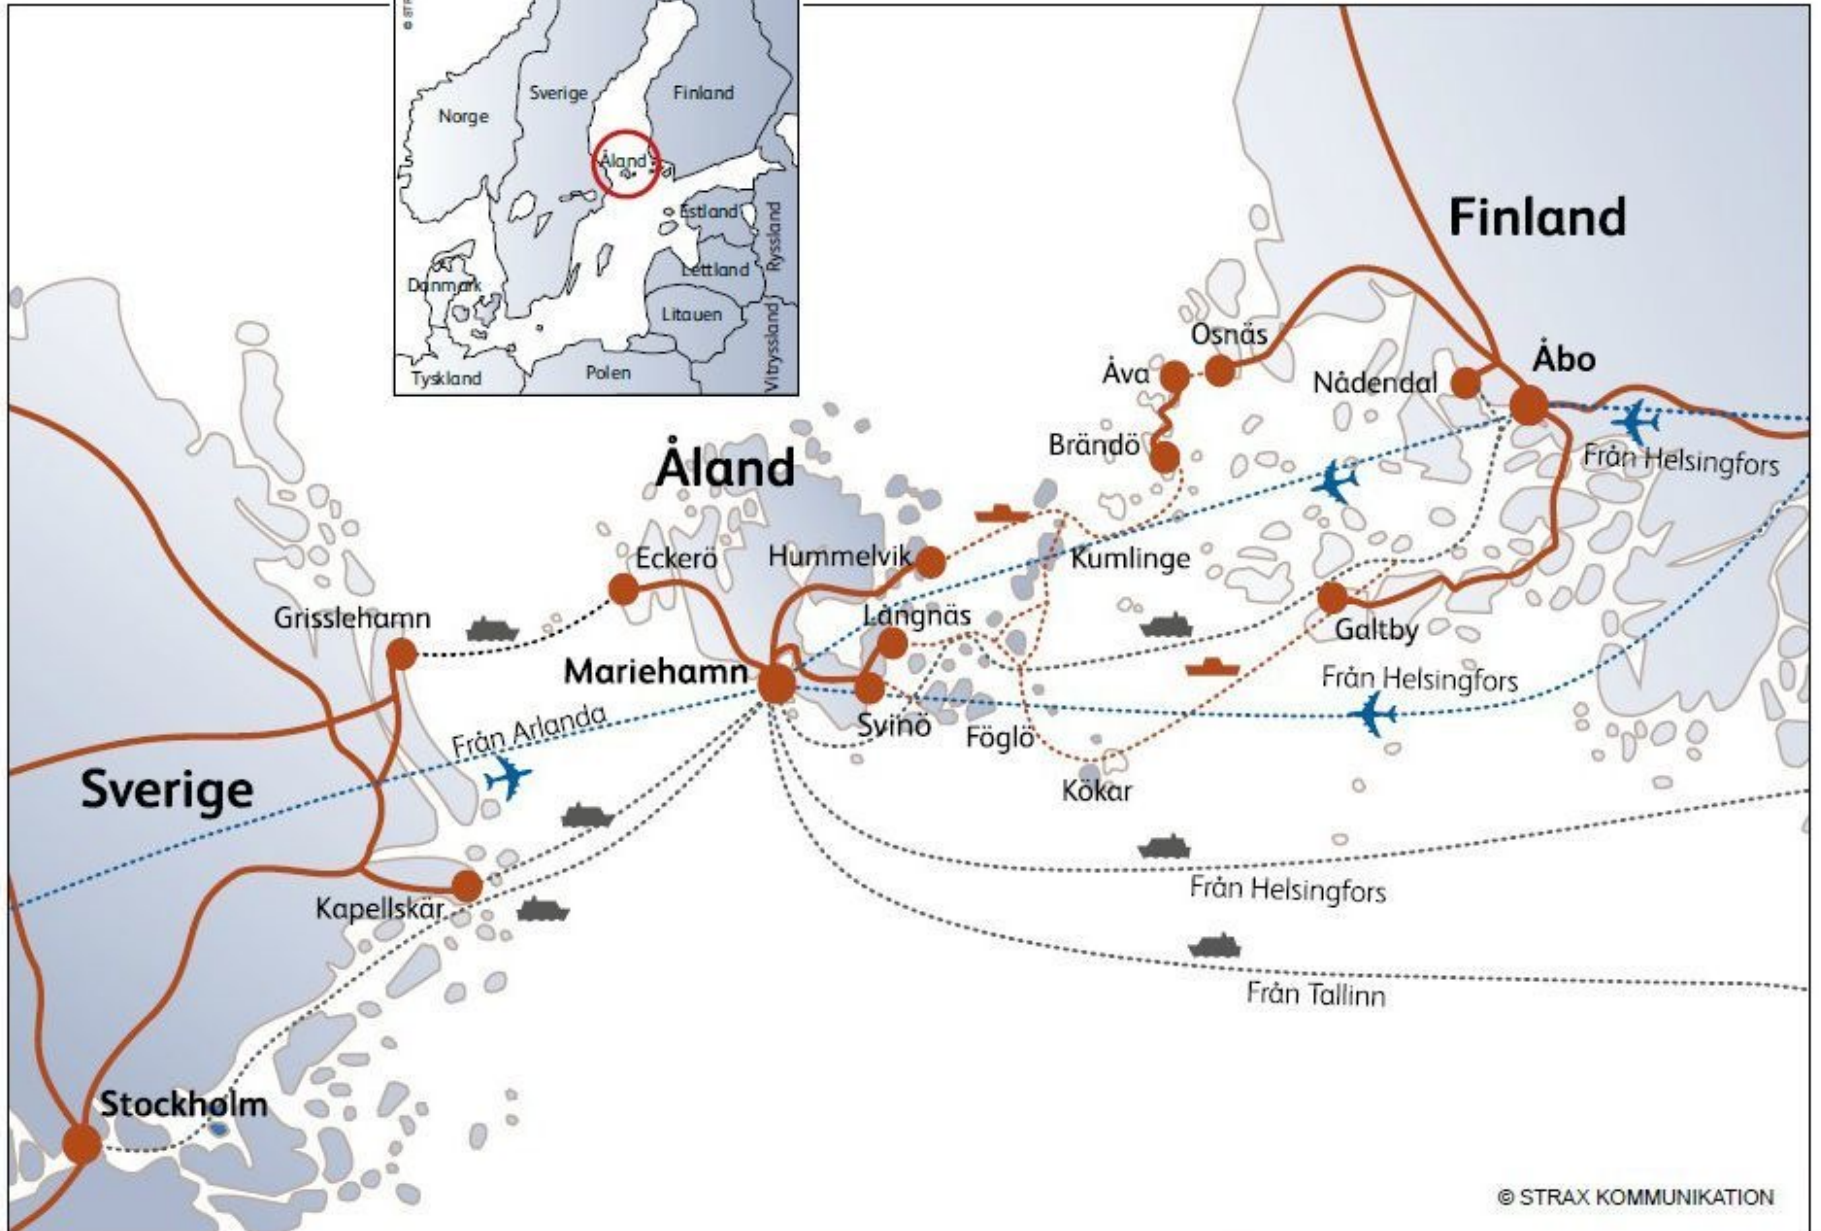 © STRAX
Norge
Sverige
Finland
Åland
Estland
Ryssland
Lettland
Danmark
Litauen
Vitryssland
Tyskland
Polen
Finland
Osnäs
Åva
Nådendal
Åbo
Brändö
Från Helsingfors
Åland
Eckerö
Hummelvik
Kumlinge
Grisslehamn
Långnäs
Galtby
Mariehamn
Från Helsingfors
Från Arlanda
Svinö
Föglö
Sverige
Kökar
Kapellskär
Från Helsingfors
Från Tallinn
Stockholm
© STRAX KOMMUNIKATION